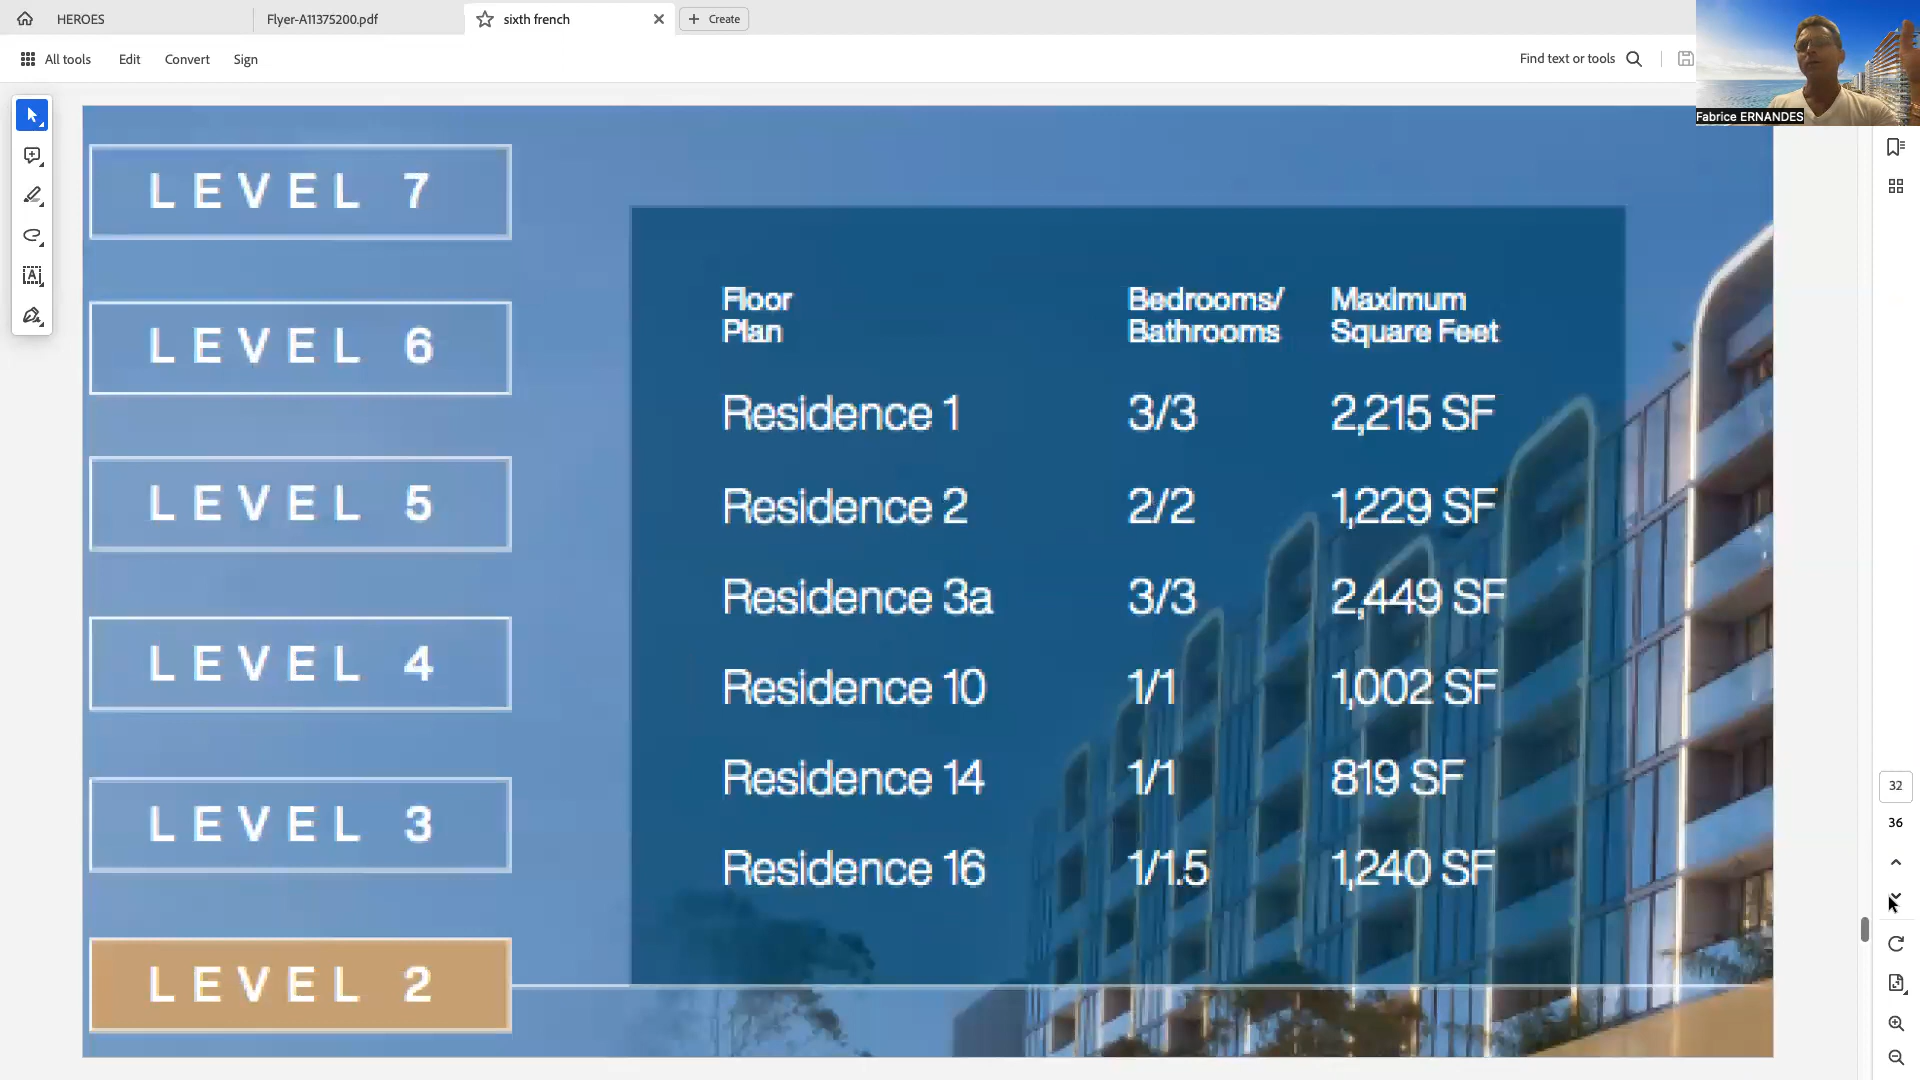 HEROES
Flyer-A11375200.pdf
sixth french
Create
All tools
Edit
Convert
Sign
Find text or tools
Fabrice ERNANDES
LEVEL 7
LEVEL 6
LEVEL 5
LEVEL 4
LEVEL 3
LEVEL 2
Floor Plan
Bedrooms/ Bathrooms
Maximum Square Feet
Residence 1 3/3 2,215 SF
Residence 2 2/2 1,229 SF
Residence 3a 3/3 2,449 SF
Residence 10 1/1 1,002 SF
Residence 14 1/1 819 SF
Residence 16 1/1.5 1,240 SF
32
36